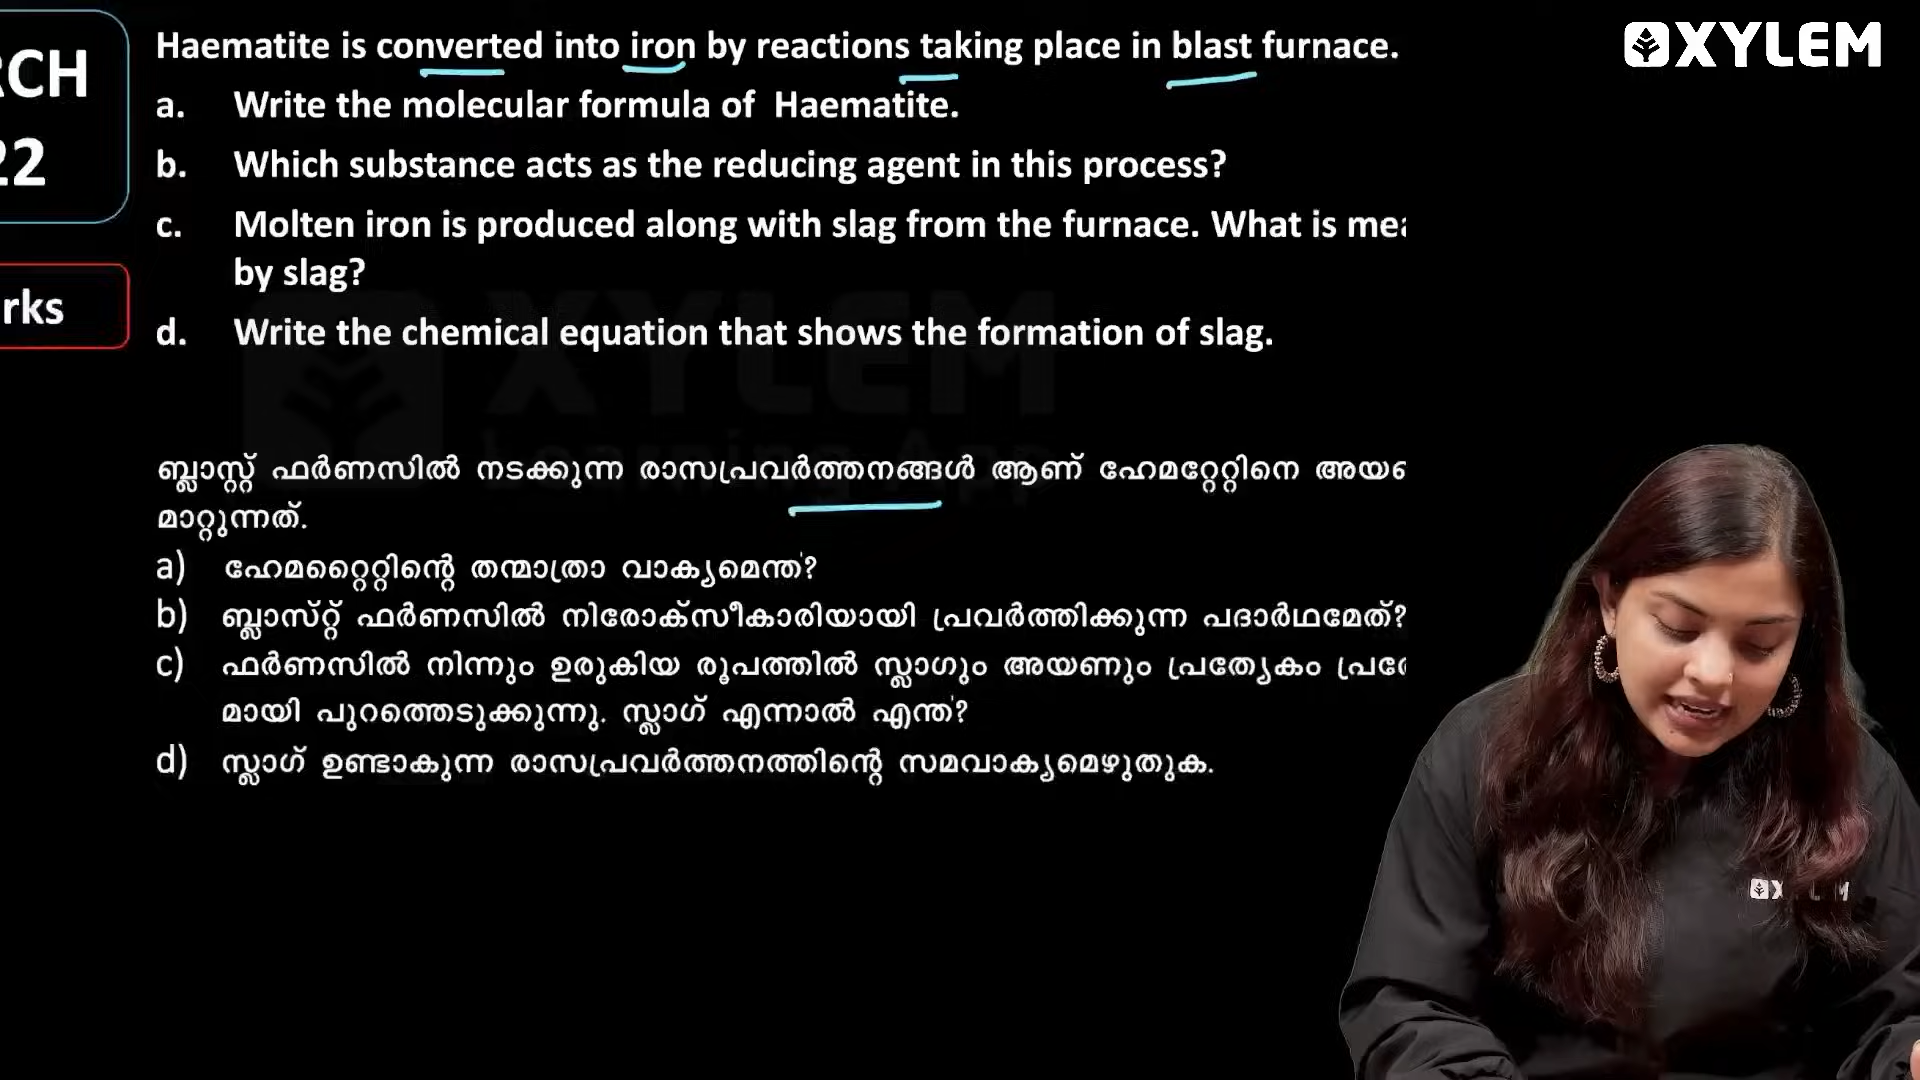 RCH
22
rks
XYLEM
Haematite is converted into iron by reactions taking place in blast furnace.
a. Write the molecular formula of Haematite.
b. Which substance acts as the reducing agent in this process?
c. Molten iron is produced along with slag from the furnace. What is
by slag?
d. Write the chemical equation that shows the formation of slag.
XYLEM
Learning App
ബ്ലാസ്റ്റ് ഫർണസിൽ നടക്കുന്ന രാസപ്രവർത്തനങ്ങൾ ആണ് ഹേമറ്റേറ്റിനെ
മാറ്റുന്നത്.
a) ഹേമറ്റൈറ്റിന്റെ തന്മാത്രാ വാക്യമെന്ത്?
b) ബ്ലാസ്റ്റ് ഫർണസിൽ നിരോക്സീകാരിയായി പ്രവർത്തിക്കുന്ന പദാർഥമേത്?
c) ഫർണസിൽ നിന്നും ഉരുകിയ രൂപത്തിൽ സ്ലാഗും അയണും പ്രത്യേകം
മായി പുറത്തെടുക്കുന്നു. സ്ലാഗ് എന്നാൽ എന്ത്?
d) സ്ലാഗ് ഉണ്ടാകുന്ന രാസപ്രവർത്തനത്തിന്റെ സമവാക്യമെഴുതുക.